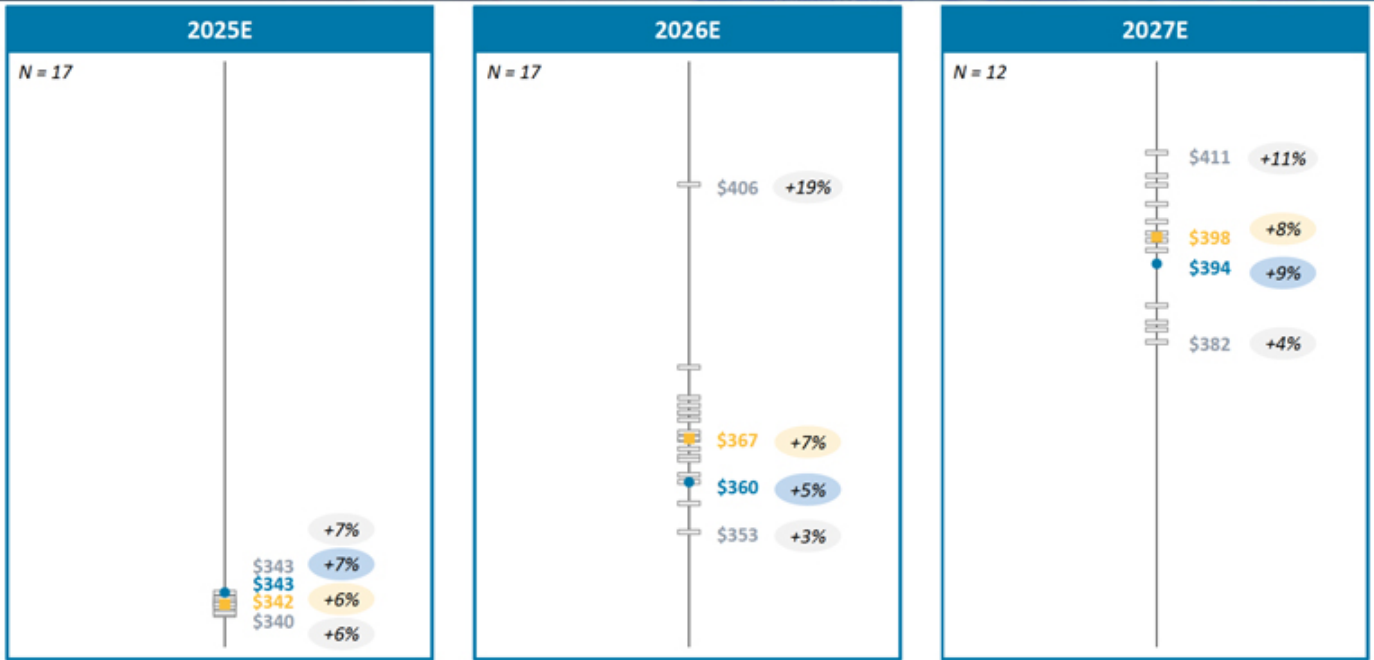 2025E
N = 17
+7%
$343
+7%
$343
$342
+6%
$340
+6%
2026E
N = 17
$406 +19%
$367 +7%
$360 +5%
$353 +3%
2027E
N = 12
$411 +11%
$398 +8%
$394 +9%
$382 +4%